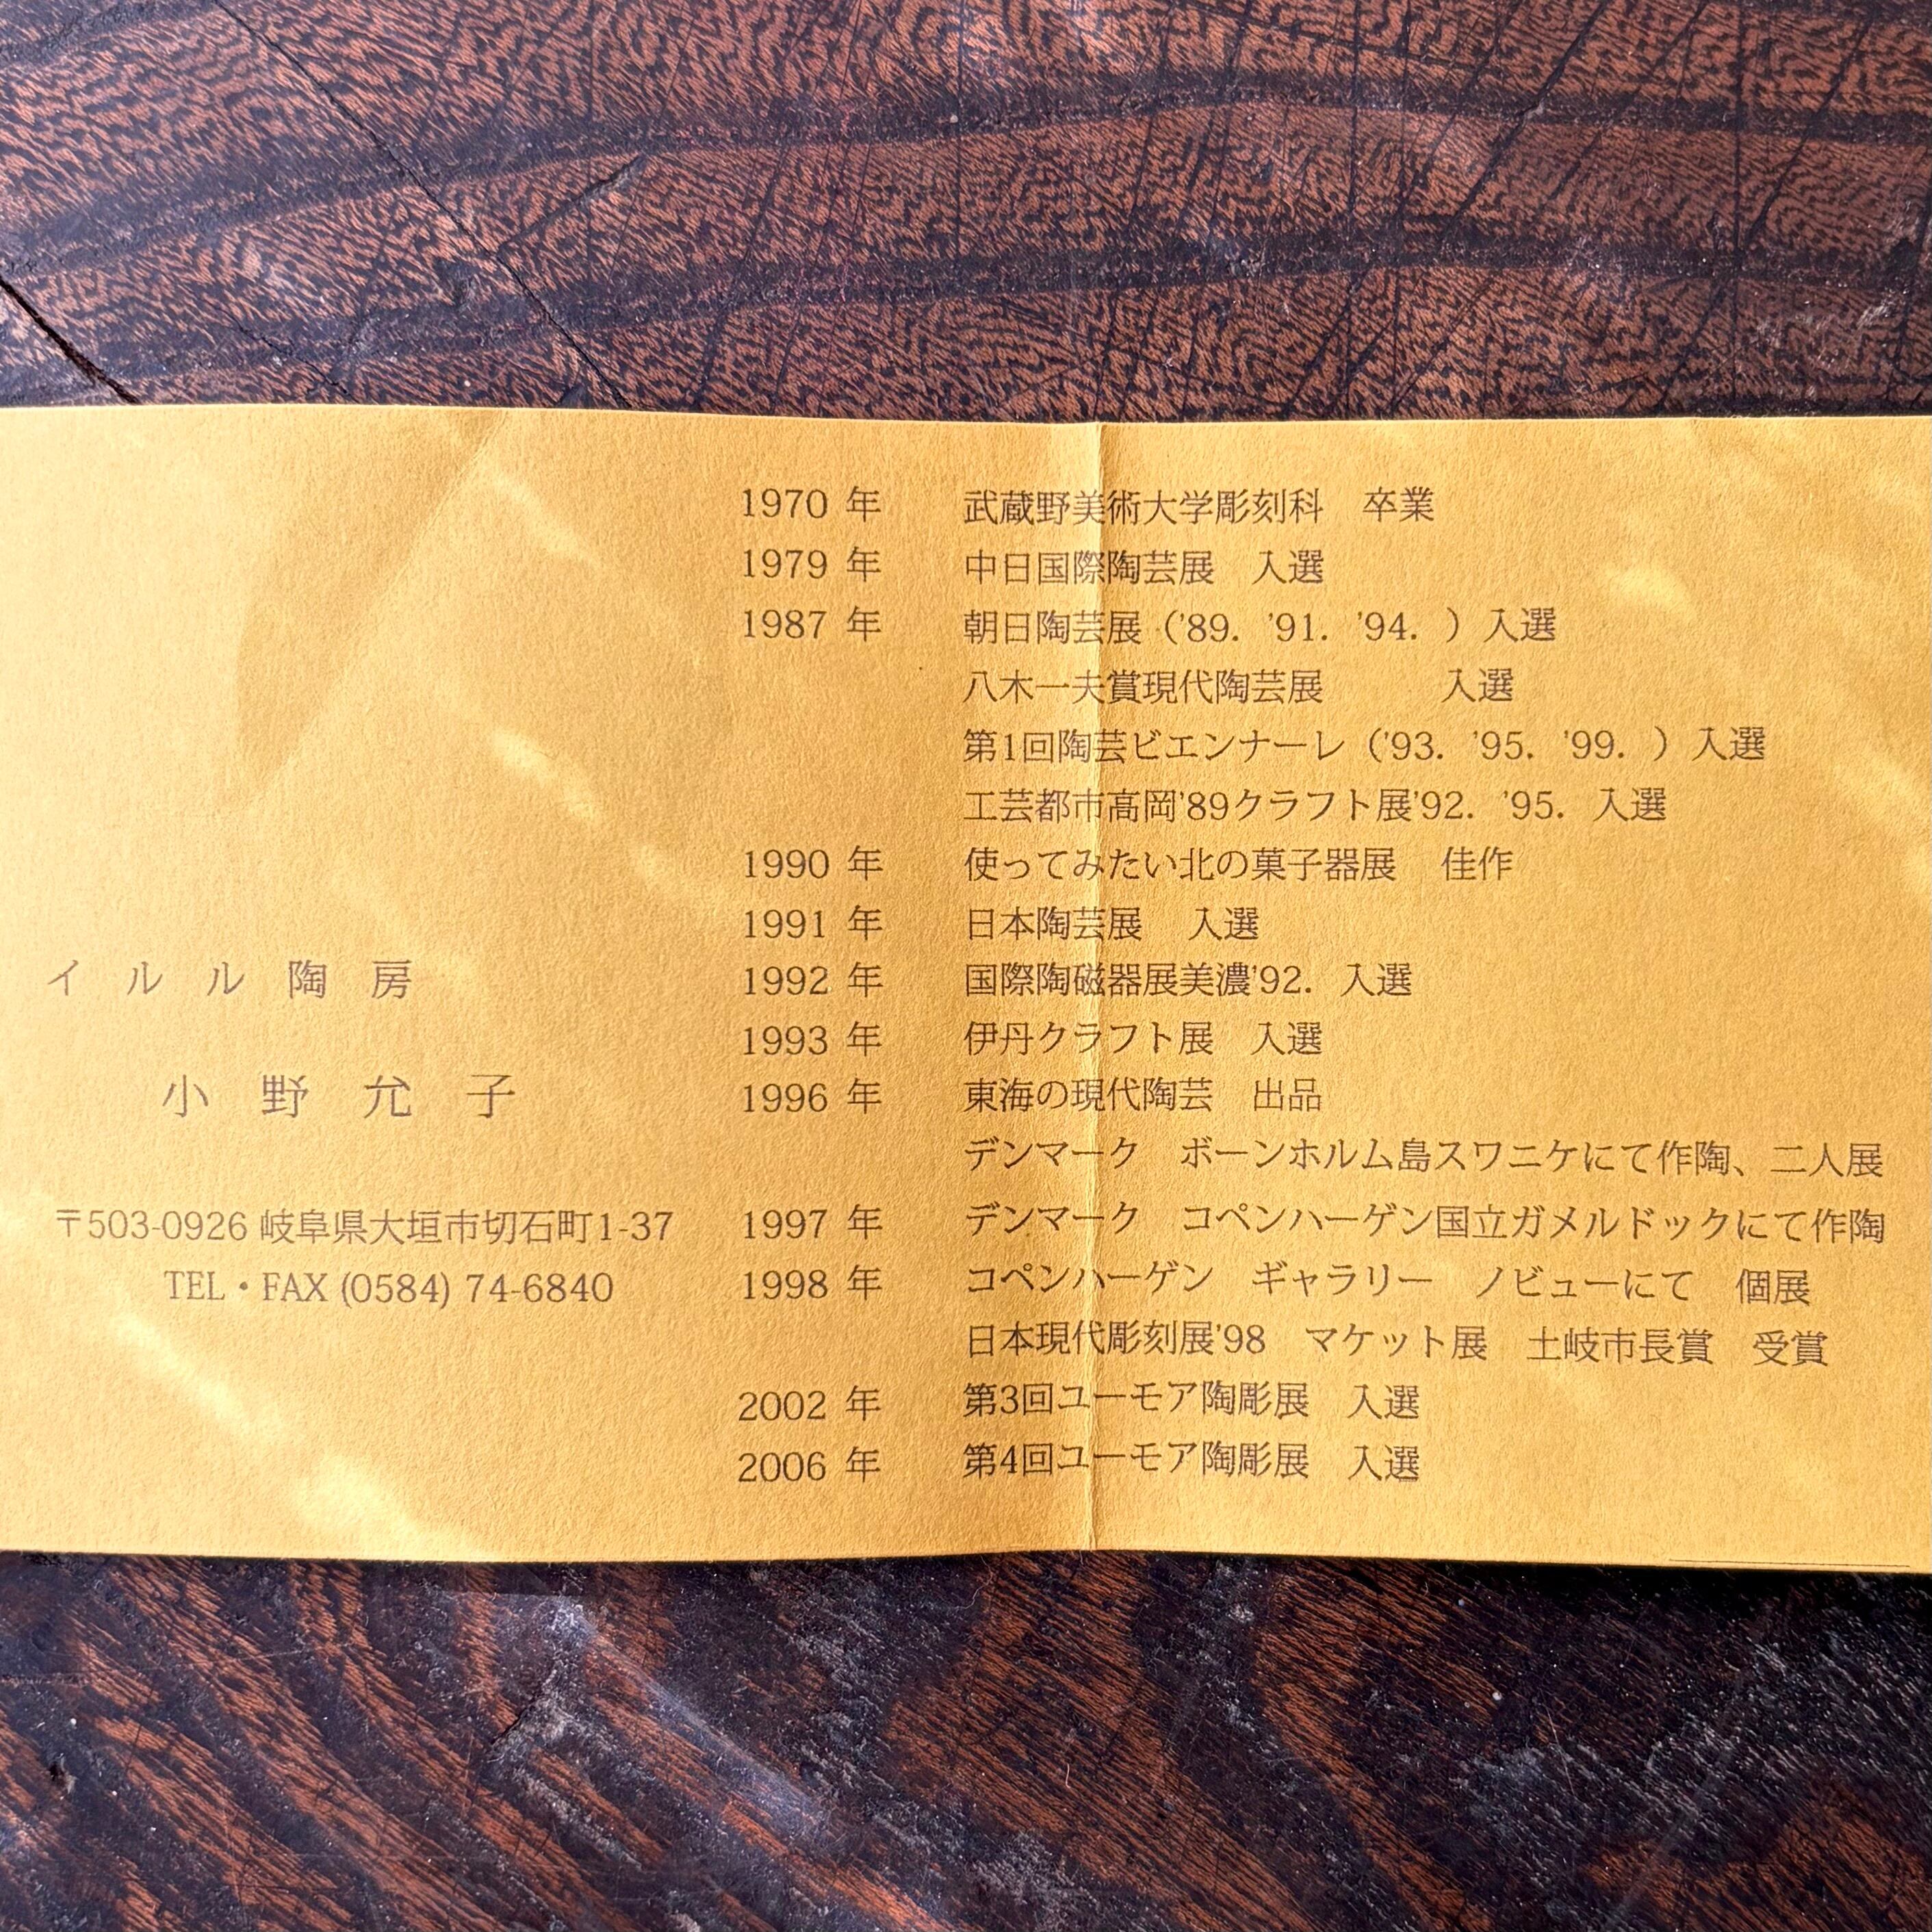 イルル陶房
小野允子
〒503-0926 岐阜県大垣市切石町1-37
TEL・FAX (0584) 74-6840
1970 年 武蔵野美術大学彫刻科 卒業
1979 年 中日国際陶芸展 入選
1987 年 朝日陶芸展（'89. '91. '94. ）入選
八木一夫賞現代陶芸展 入選
第1回陶芸ビエンナーレ（'93. '95. '99. ）入選
工芸都市高岡'89クラフト展'92. '95. 入選
1990 年 使ってみたい北の菓子器展 佳作
1991 年 日本陶芸展 入選
1992 年 国際陶磁器展美濃'92. 入選
1993 年 伊丹クラフト展 入選
1996 年 東海の現代陶芸 出品
デンマーク ボーンホルム島スワニケにて作陶、二人展
1997 年 デンマーク コペンハーゲン国立ガメルドックにて作陶
1998 年 コペンハーゲン ギャラリー ノビューにて 個展
日本現代彫刻展'98 マケット展 土岐市長賞 受賞
2002 年 第3回ユーモア陶彫展 入選
2006 年 第4回ユーモア陶彫展 入選